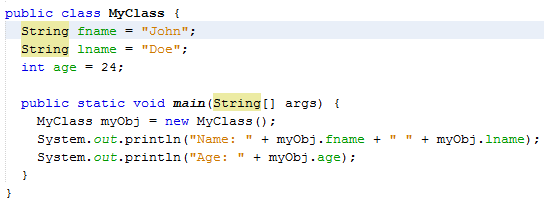 public class MyClass {
  String fname = "John";
  String lname = "Doe";
  int age = 24;

  public static void main(String[] args) {
    MyClass myObj = new MyClass();
    System.out.println("Name: " + myObj.fname + " " + myObj.lname);
    System.out.println("Age: " + myObj.age);
  }
}